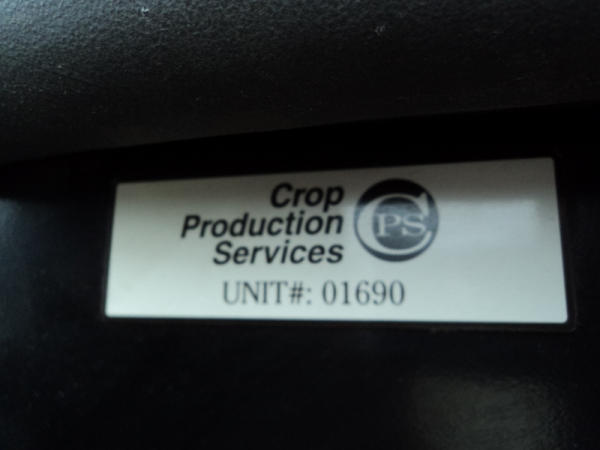 Crop
Production
Services
CPS
UNIT#: 01690